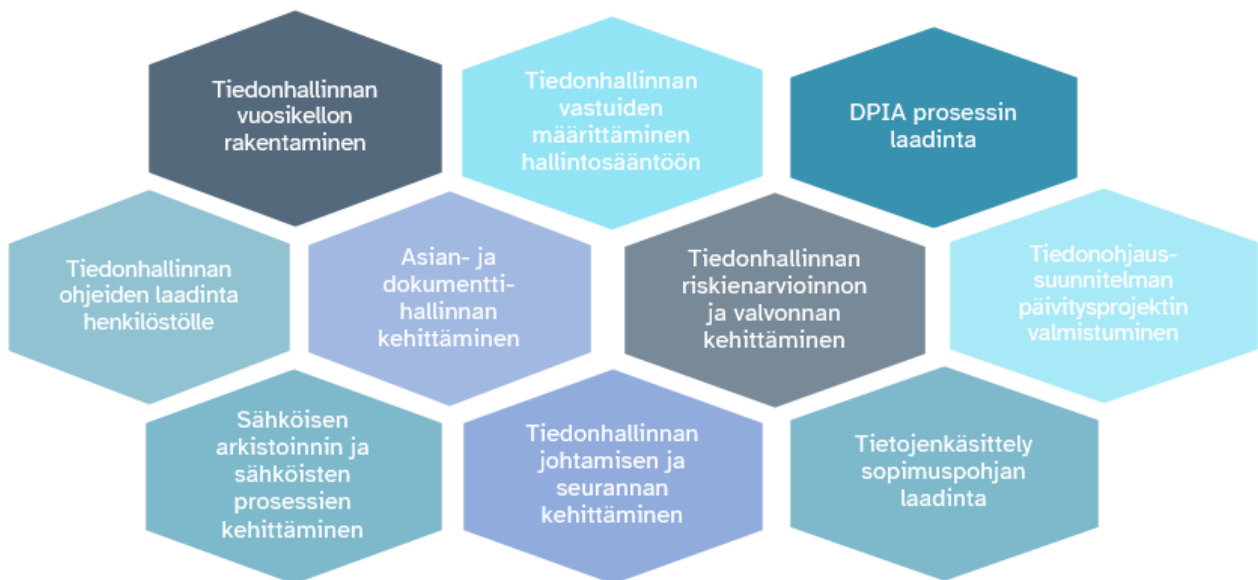 Tiedonhallinnan
vuosikellon
rakentaminen
Tiedonhallinnan
vastuiden
määrittäminen
hallintosääntöön
DPIA prosessin
laadinta
Tiedonhallinnan
ohjeiden laadinta
henkilöstölle
Asian- ja
dokumentti-
hallinnan
kehittäminen
Tiedonhallinnan
riskienarvioinnon
ja valvonnan
kehittäminen
Tiedonohjaus-
suunnitelman
päivitysprojektin
valmistuminen
Sähköisen
arkistoinnin ja
sähköisten
prosessien
kehittäminen
Tiedonhallinnan
johtamisen ja
seurannan
kehittäminen
Tietojenkäsittely
sopimuspohjan
laadinta